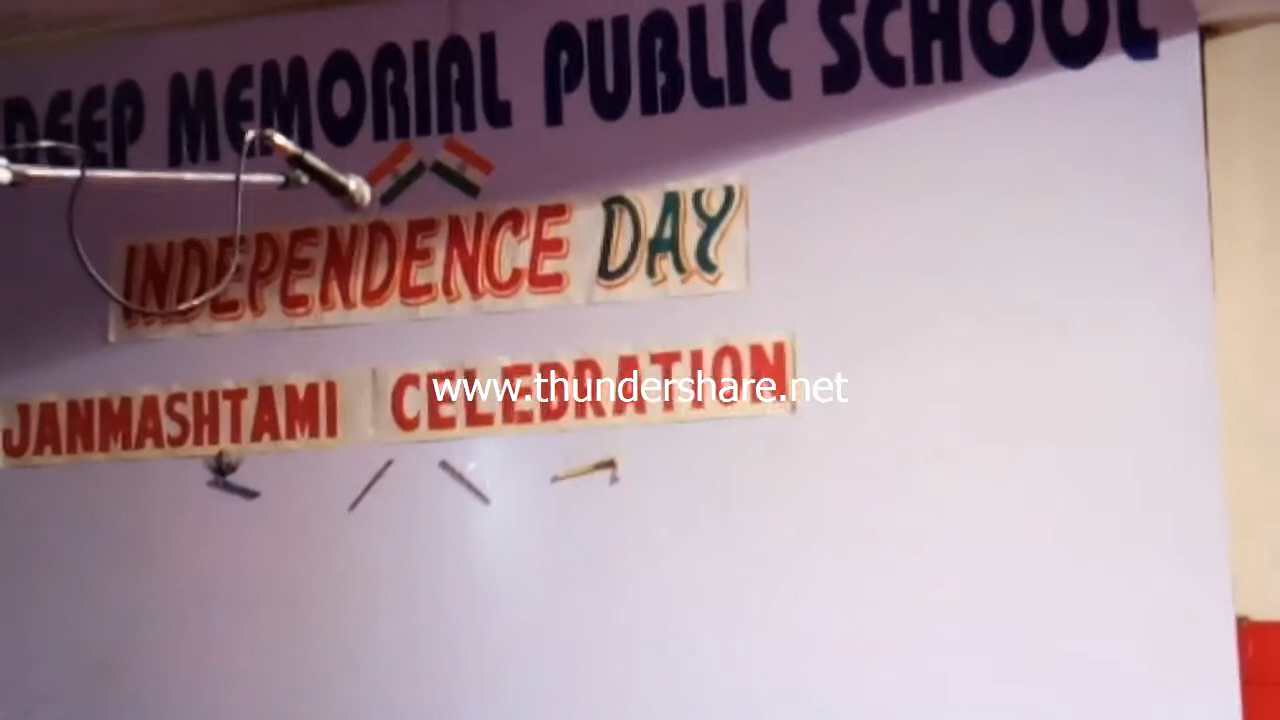 DEEP MEMORIAL PUBLIC SCHOOL
INDEPENDENCE DAY
JANMASHTAMI CELEBRATION
www.thundershare.net